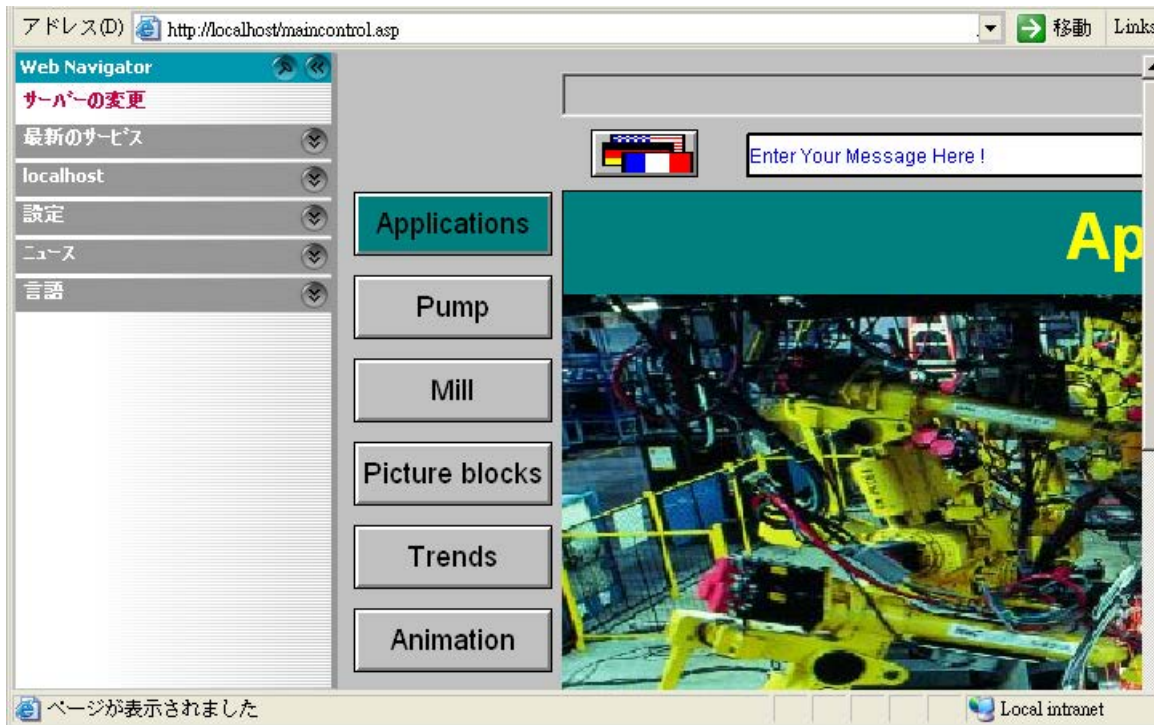 アドレス(D) http://localhost/maincontrol.asp 移動 Links
Web Navigator
サーバーの変更
最新のサービス
localhost
設定
ニュース
言語
Enter Your Message Here !
Ap
Applications
Pump
Mill
Picture blocks
Trends
Animation
ページが表示されました Local intranet